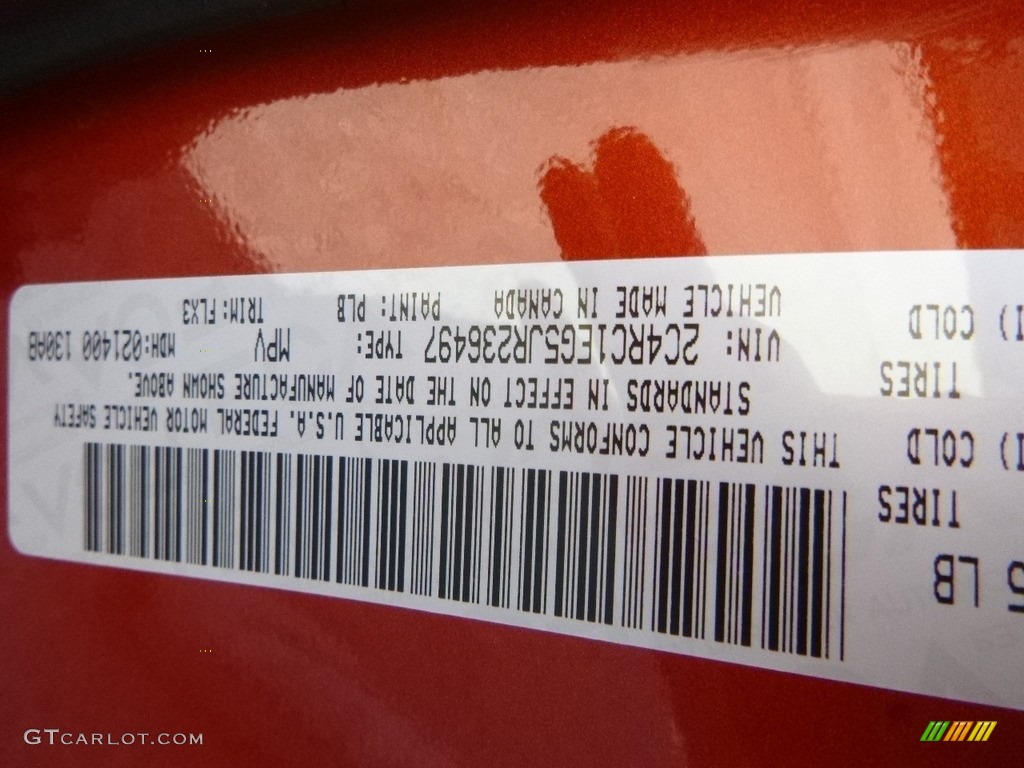 5 LB
TIRES
I) COLD
TIRES
I) COLD
THIS VEHICLE CONFORMS TO ALL APPLICABLE U.S.A. FEDERAL MOTOR VEHICLE SAFETY
STANDARDS IN EFFECT ON THE DATE OF MANUFACTURE SHOWN ABOVE.
VIN: 2C4RC1EG5JR236497 TYPE: MPV MDH:021400 130AB
VEHICLE MADE IN CANADA PAINT: PLB TRIM:FLX3
GTCARLOT.COM